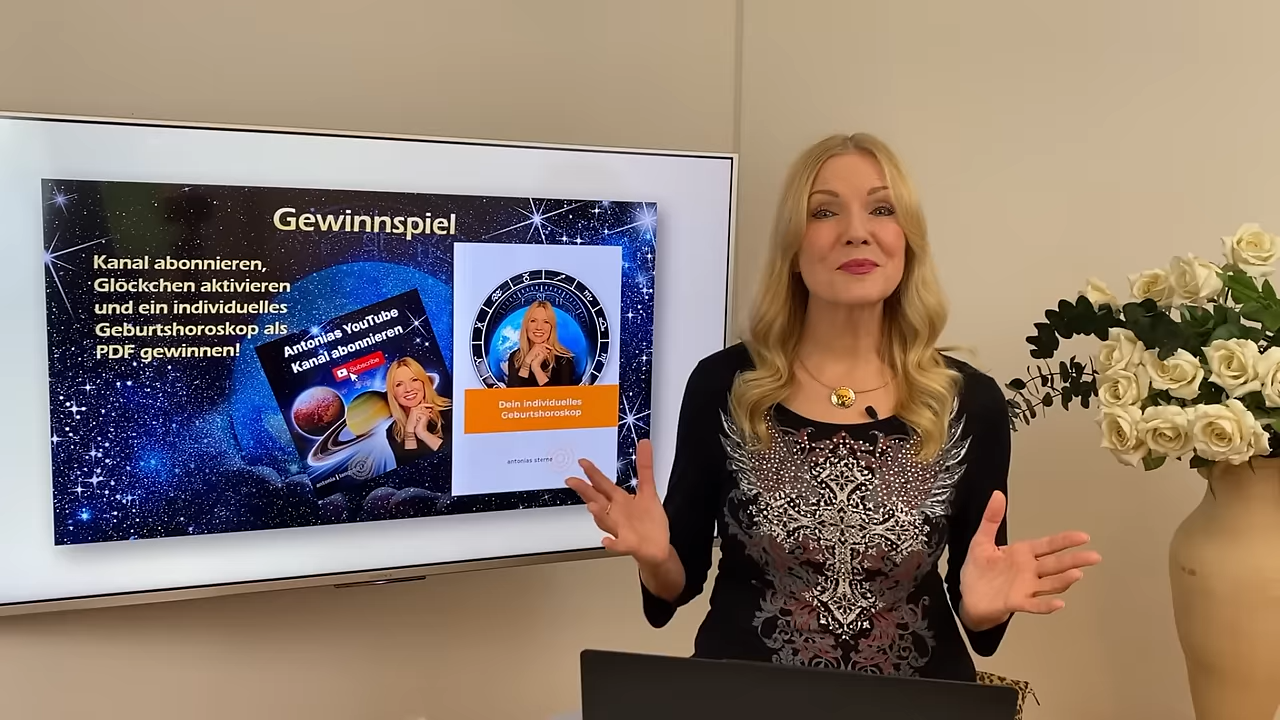 Gewinnspiel
Kanal abonnieren,
Glöckchen aktivieren
und ein individuelles
Geburtshoroskop als
PDF gewinnen!
Antonias YouTube
Kanal abonnieren
Subscribe
Dein individuelles
Geburtshoroskop
antonias sterne